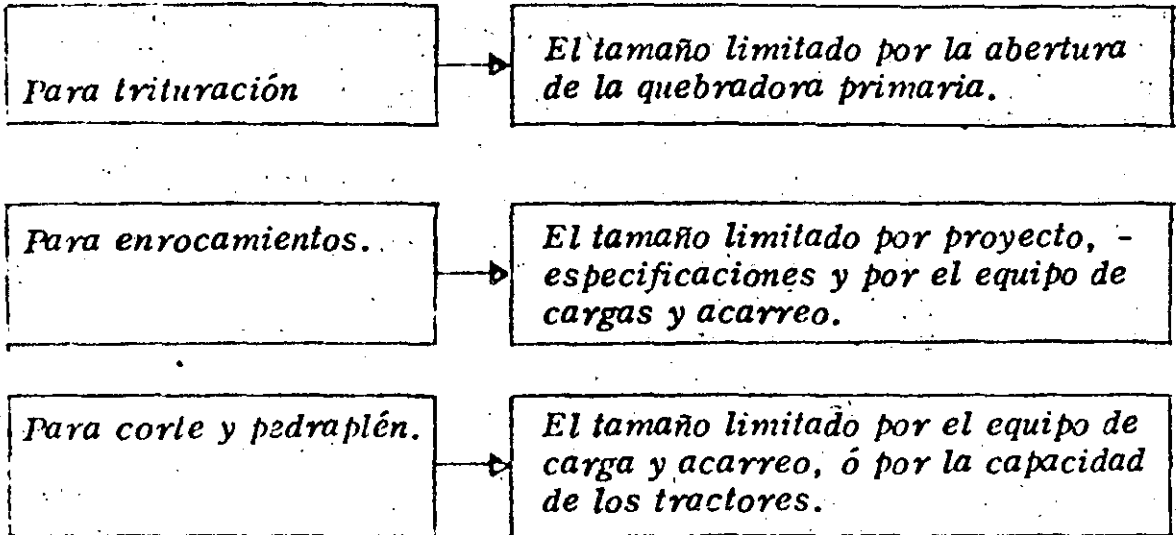 Para trituración
El tamaño limitado por la abertura
de la quebradora primaria.
Para enrocamientos.
El tamaño limitado por proyecto, -
especificaciones y por el equipo de
cargas y acarreo.
Para corte y pedraplén.
El tamaño limitado por el equipo de
carga y acarreo, ó por la capacidad
de los tractores.